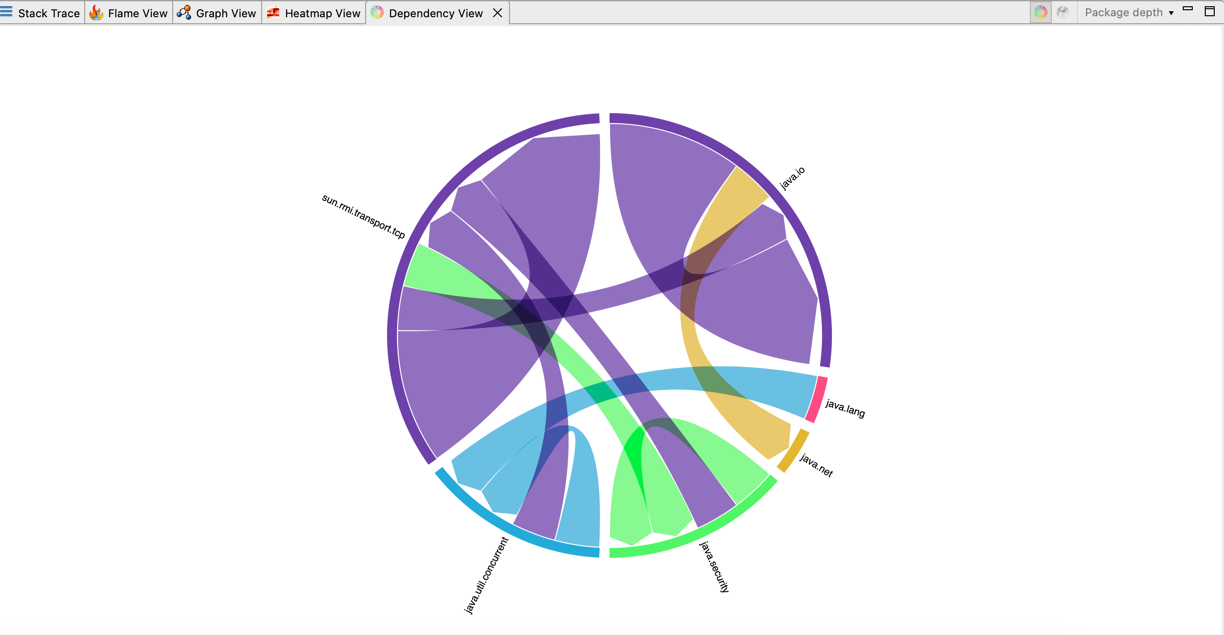 Stack Trace
Flame View
Graph View
Heatmap View
Dependency View
Package depth
java.io
sun.rmi.transport.tcp
java.lang
java.net
java.util.concurrent
java.security